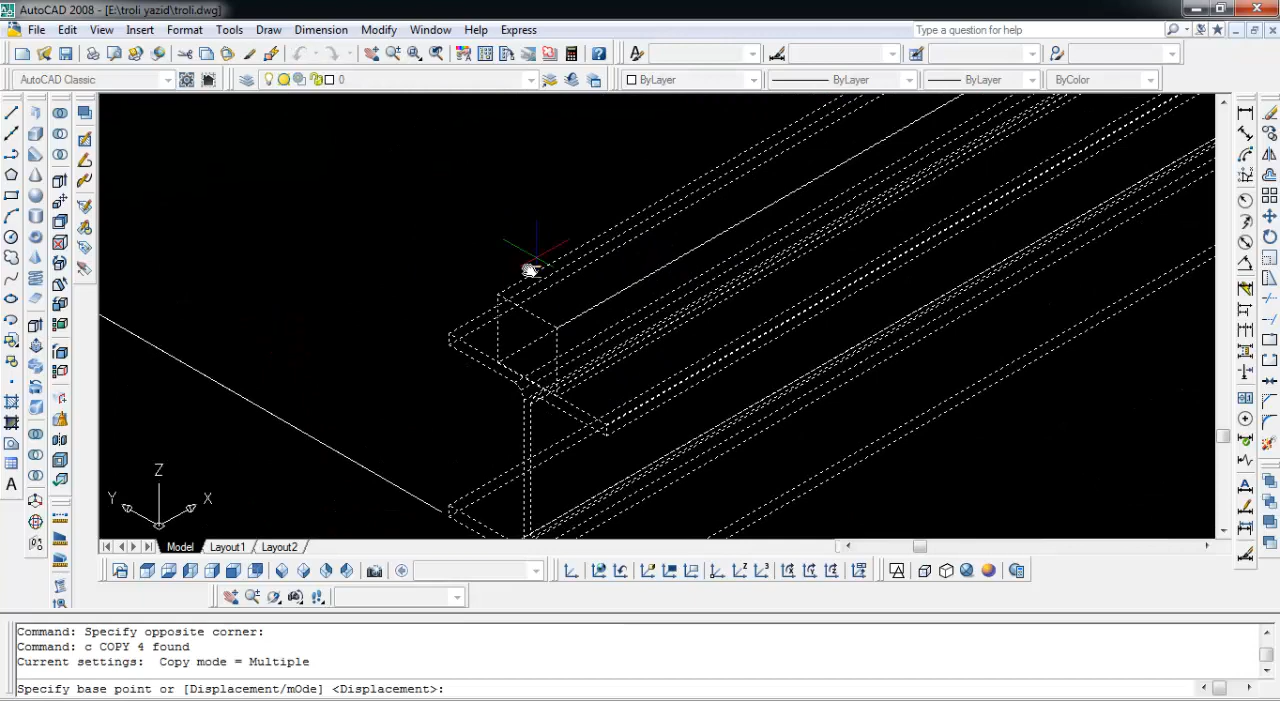 AutoCAD 2008 - [E:\troli yazid\troli.dwg]
File Edit View Insert Format Tools Draw Dimension Modify Window Help Express
Type a question for help
AutoCAD Classic 0 ByLayer ByLayer ByLayer ByColor
Z
Y X
A
Model Layout1 Layout2
Command: Specify opposite corner:
Command: c COPY 4 found
Current settings: Copy mode = Multiple
Specify base point or [Displacement/mOde] <Displacement>: